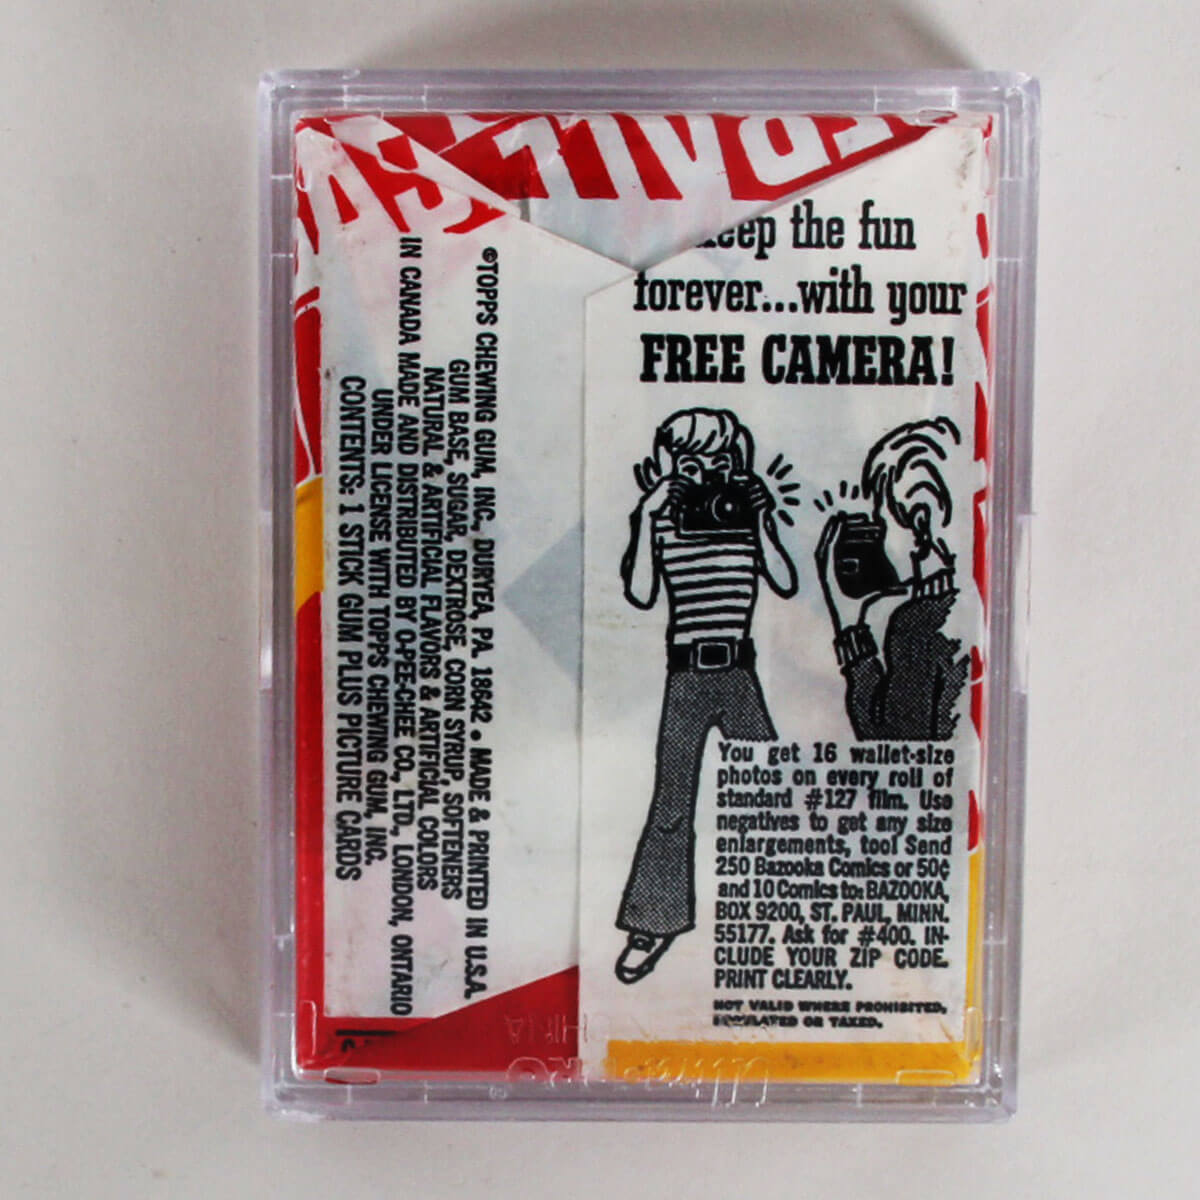 ©TOPPS CHEWING GUM, INC., DURYEA, PA. 18642 • MADE & PRINTED IN U.S.A.
GUM BASE, SUGAR, DEXTROSE, CORN SYRUP, SOFTENERS
NATURAL & ARTIFICIAL FLAVORS & ARTIFICIAL COLORS
IN CANADA MADE AND DISTRIBUTED BY O-PEE-CHEE CO., LTD., LONDON, ONTARIO
UNDER LICENSE WITH TOPPS CHEWING GUM, INC.
CONTENTS: 1 STICK GUM PLUS PICTURE CARDS
the fun
forever...with your
FREE CAMERA!
You get 16 wallet-size
photos on every roll of
standard #127 film. Use
negatives to get any size
enlargements, too! Send
250 Bazooka Comics or 50¢
and 10 Comics to: BAZOOKA,
BOX 9200, ST. PAUL, MINN.
55177. Ask for #400. IN-
CLUDE YOUR ZIP CODE.
PRINT CLEARLY.
NOT VALID WHERE PROHIBITED,
REGULATED OR TAXED.